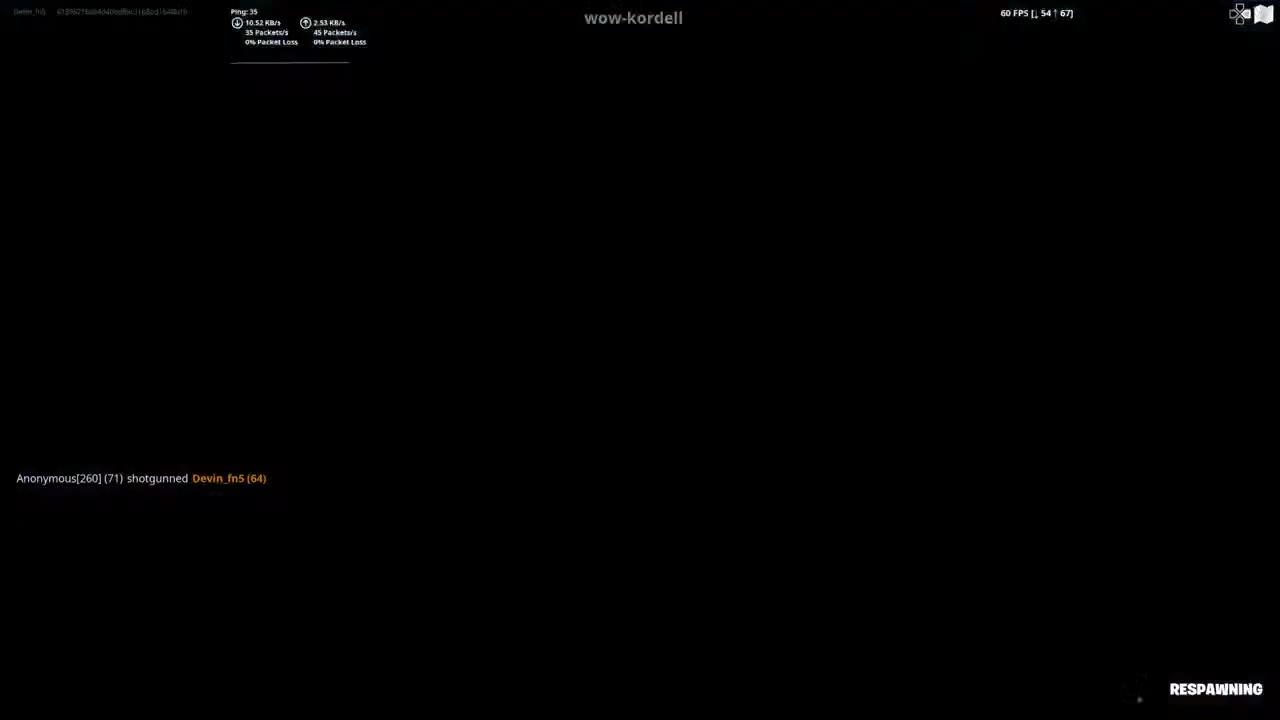 Devin_fn5
Ping: 35
10.52 KB/s 2.53 KB/s
35 Packets/s 45 Packets/s
0% Packet Loss 0% Packet Loss
wow-kordell
60 FPS [↓ 54 ↑ 67]
Anonymous[260] (71) shotgunned Devin_fn5 (64)
RESPAWNING